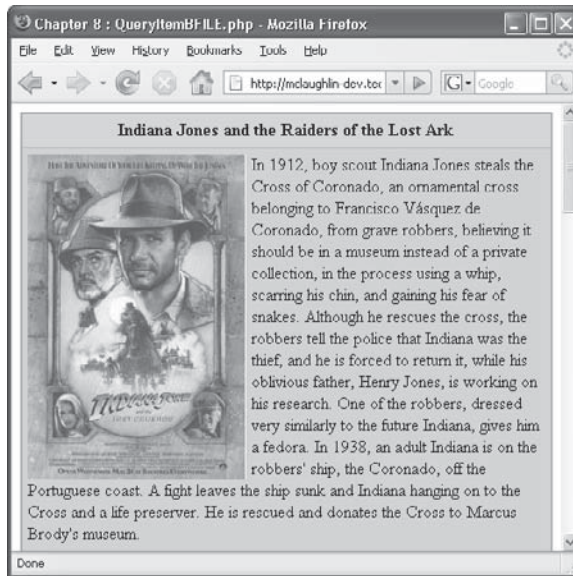 Chapter 8 : QueryItemBFILE.php - Mozilla Firefox
File Edit View History Bookmarks Tools Help
http://mclaughlin-dev.tec
G Google
Indiana Jones and the Raiders of the Lost Ark
In 1912, boy scout Indiana Jones steals the
Cross of Coronado, an ornamental cross
belonging to Francisco Vásquez de
Coronado, from grave robbers, believing it
should be in a museum instead of a private
collection, in the process using a whip,
scarring his chin, and gaining his fear of
snakes. Although he rescues the cross, the
robbers tell the police that Indiana was the
thief, and he is forced to return it, while his
oblivious father, Henry Jones, is working on
his research. One of the robbers, dressed
very similarly to the future Indiana, gives him
a fedora. In 1938, an adult Indiana is on the
robbers' ship, the Coronado, off the
Portuguese coast. A fight leaves the ship sunk and Indiana hanging on to the
Cross and a life preserver. He is rescued and donates the Cross to Marcus
Brody's museum.
INDIANA JONES
Done